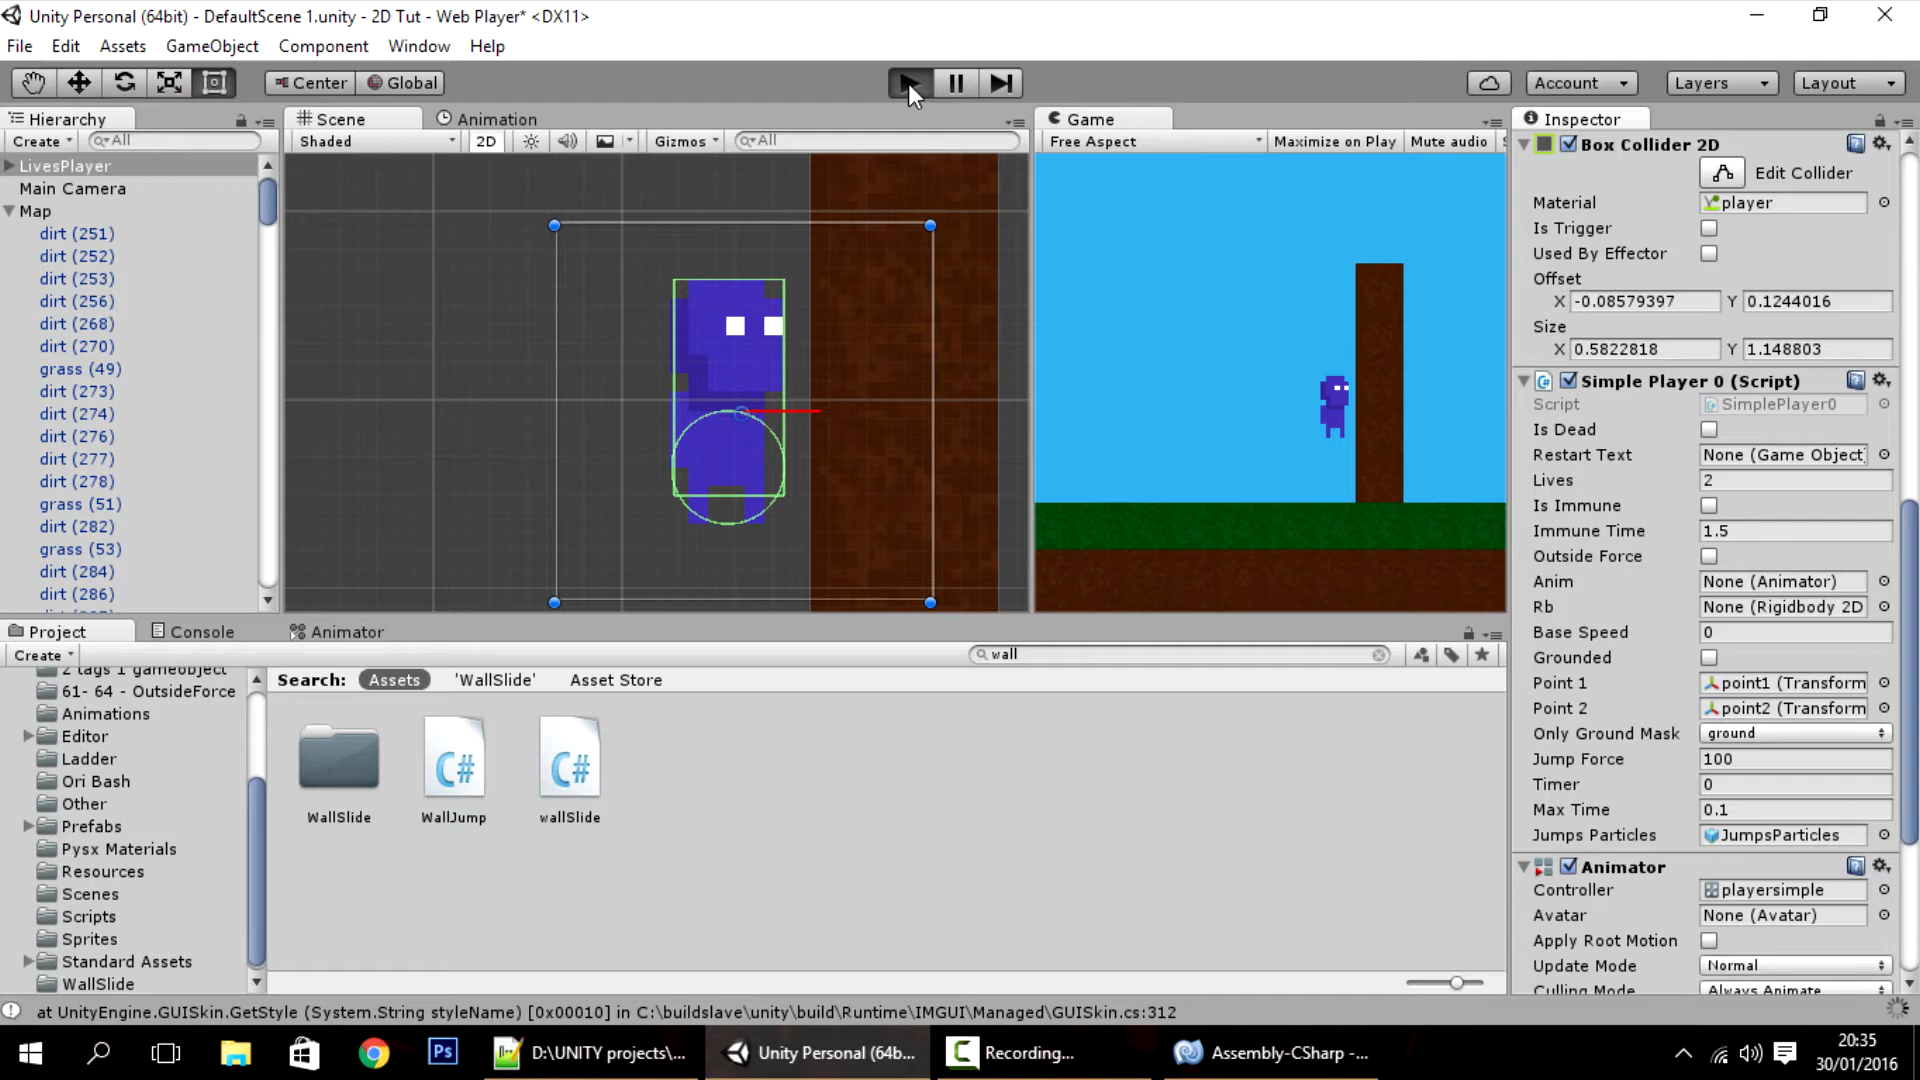 Unity Personal (64bit) - DefaultScene 1.unity - 2D Tut - Web Player* <DX11>
File Edit Assets GameObject Component Window Help
Center Global Account Layers Layout
Hierarchy
Create All
LivesPlayer
Main Camera
Map
dirt (251)
dirt (252)
dirt (253)
dirt (256)
dirt (268)
dirt (270)
grass (49)
dirt (273)
dirt (274)
dirt (276)
dirt (277)
dirt (278)
grass (51)
dirt (282)
grass (53)
dirt (284)
dirt (286)
Scene Animation
Shaded 2D Gizmos All
Game
Free Aspect Maximize on Play Mute audio
Inspector
Box Collider 2D
Edit Collider
Material player
Is Trigger
Used By Effector
Offset
X -0.08579397 Y 0.1244016
Size
X 0.5822818 Y 1.148803
Simple Player 0 (Script)
Script SimplePlayer0
Is Dead
Restart Text None (Game Object)
Lives 2
Is Immune
Immune Time 1.5
Outside Force
Anim None (Animator)
Rb None (Rigidbody 2D
Base Speed 0
Grounded
Point 1 point1 (Transform
Point 2 point2 (Transform
Only Ground Mask ground
Jump Force 100
Timer 0
Max Time 0.1
Jumps Particles JumpsParticles
Animator
Controller playersimple
Avatar None (Avatar)
Apply Root Motion
Update Mode Normal
Culling Mode Always Animate
Project Console Animator
Create wall
2 tags 1 gameobject
61- 64 - OutsideForce
Animations
Editor
Ladder
Ori Bash
Other
Prefabs
Pysx Materials
Resources
Scenes
Scripts
Sprites
Standard Assets
WallSlide
Search: Assets 'WallSlide' Asset Store
WallSlide WallJump wallSlide
at UnityEngine.GUISkin.GetStyle (System.String styleName) [0x00010] in C:\buildslave\unity\build\Runtime\IMGUI\Managed\GUISkin.cs:312
D:\UNITY projects\... Unity Personal (64b... Recording... Assembly-CSharp -...
20:35
30/01/2016